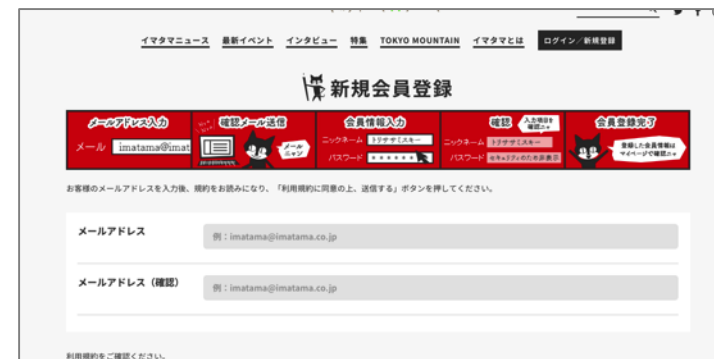 イマタマニュース 最新イベント インタビュー 特集 TOKYO MOUNTAIN イマタマとは ログイン／新規登録
新規会員登録
メールアドレス入力
メール imatama@imat
確認メール送信
メールニャン
会員情報入力
ニックネーム トリササミスキー
パスワード ******
確認
入力項目を
確認ニャ
ニックネーム トリササミスキー
パスワード セキュリティのため非表示
会員登録完了
登録した会員情報は
マイページで確認ニャ
お客様のメールアドレスを入力後、規約をお読みになり、「利用規約に同意の上、送信する」ボタンを押してください。
メールアドレス
例：imatama@imatama.co.jp
メールアドレス（確認）
例：imatama@imatama.co.jp
利用規約をご確認ください。